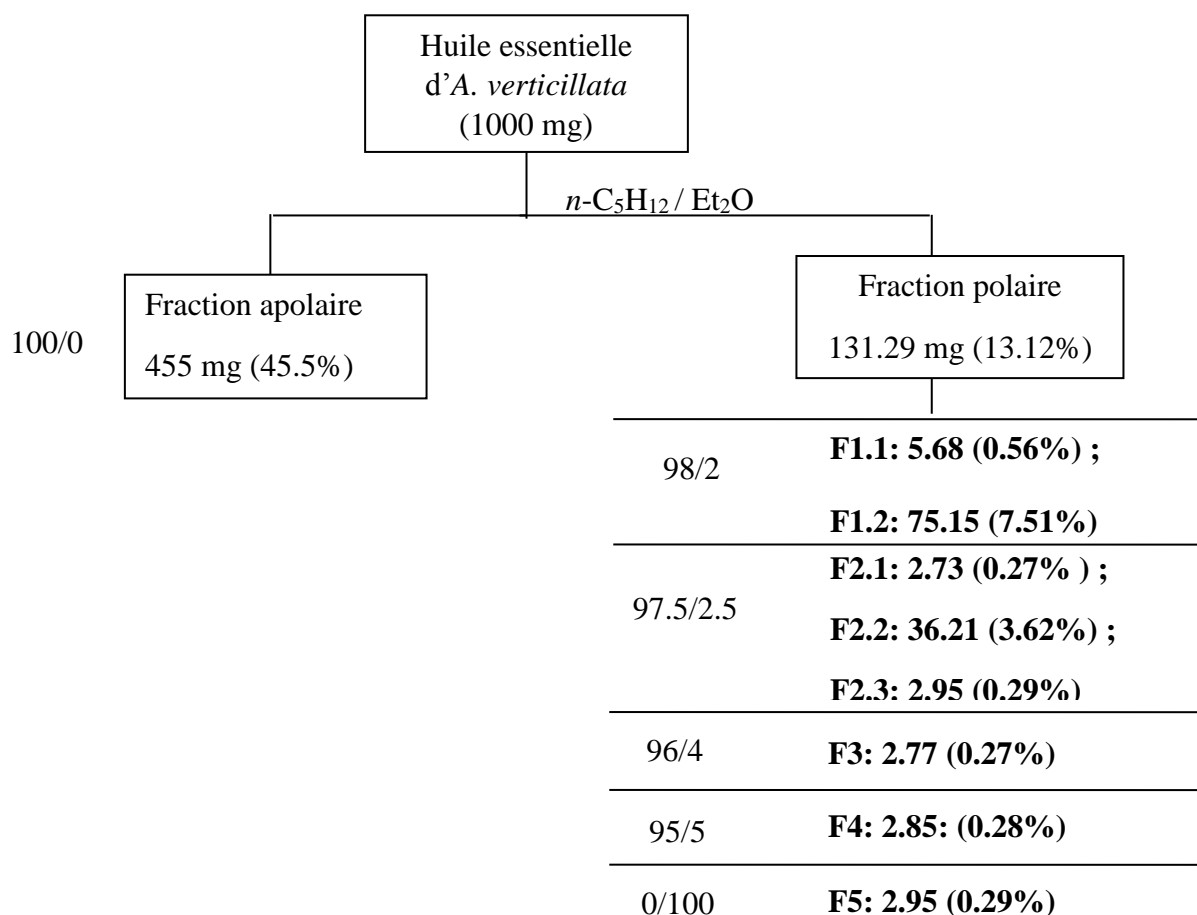 Huile essentielle
d'A. verticillata
(1000 mg)
n-C₅H₁₂ / Et₂O
100/0
Fraction apolaire
455 mg (45.5%)
Fraction polaire
131.29 mg (13.12%)
98/2
F1.1: 5.68 (0.56%) ;
F1.2: 75.15 (7.51%)
97.5/2.5
F2.1: 2.73 (0.27% ) ;
F2.2: 36.21 (3.62%) ;
F2.3: 2.95 (0.29%)
96/4
F3: 2.77 (0.27%)
95/5
F4: 2.85: (0.28%)
0/100
F5: 2.95 (0.29%)